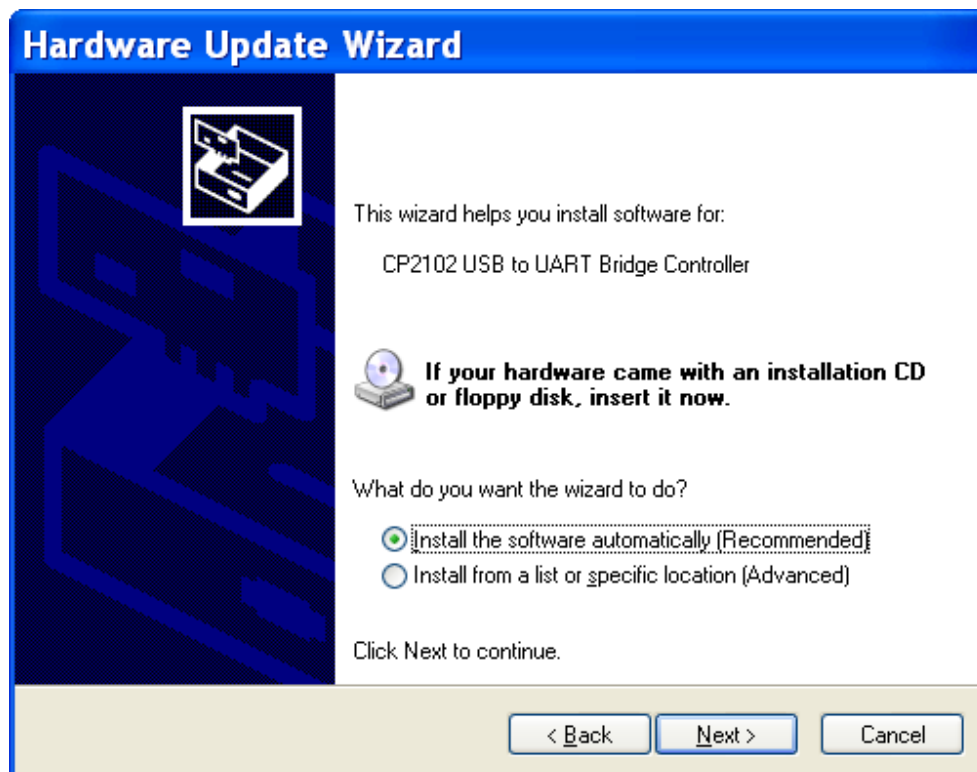 Hardware Update Wizard
This wizard helps you install software for:
CP2102 USB to UART Bridge Controller
If your hardware came with an installation CD
or floppy disk, insert it now.
What do you want the wizard to do?
Install the software automatically (Recommended)
Install from a list or specific location (Advanced)
Click Next to continue.
< Back
Next >
Cancel